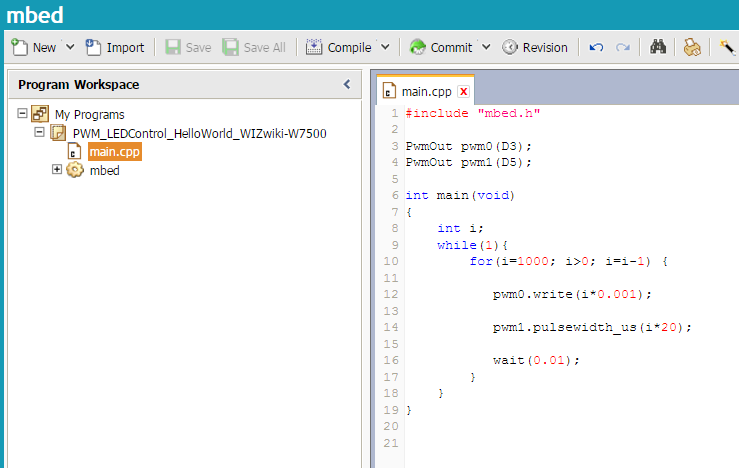 mbed
New Import Save Save All Compile Commit Revision
Program Workspace
My Programs
PWM_LEDControl_HelloWorld_WIZwiki-W7500
main.cpp
mbed
main.cpp x
1 #include "mbed.h"
2
3 PwmOut pwm0(D3);
4 PwmOut pwm1(D5);
5
6 int main(void)
7 {
8 int i;
9 while(1){
10 for(i=1000; i>0; i=i-1) {
11
12 pwm0.write(i*0.001);
13
14 pwm1.pulsewidth_us(i*20);
15
16 wait(0.01);
17 }
18 }
19 }
20
21